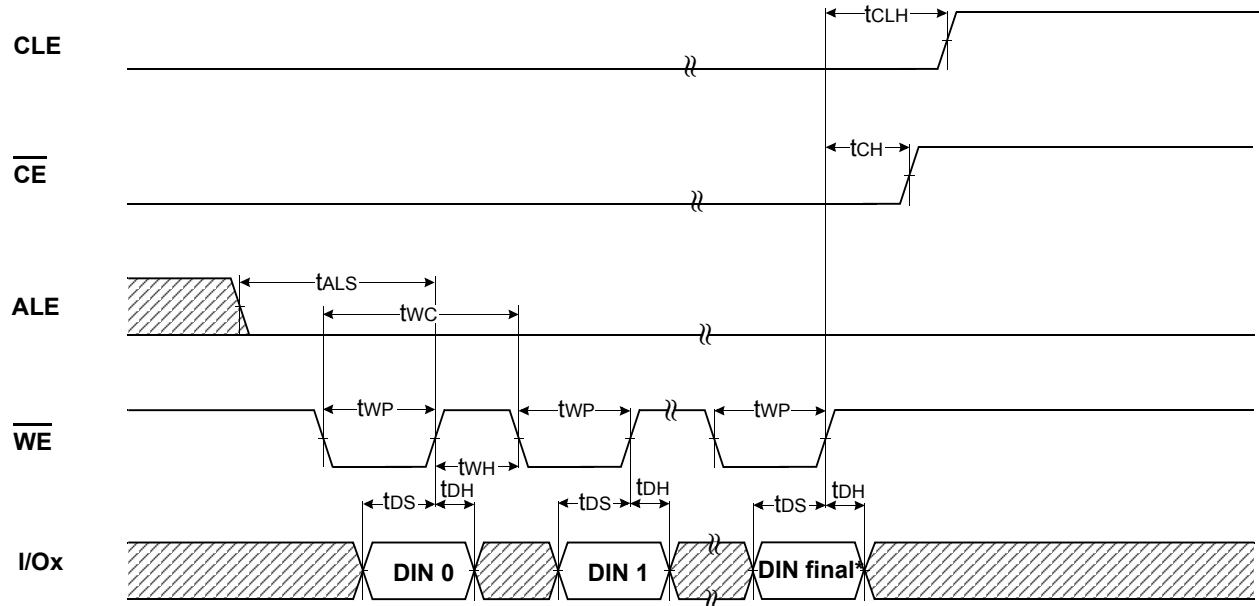 tCLH
CLE
tCH
CE
tALS
ALE
tWC
tWP
tWP
tWP
WE
tWH
tDH
tDH
tDH
tDS
tDS
tDS
I/Ox
DIN 0
DIN 1
DIN final*